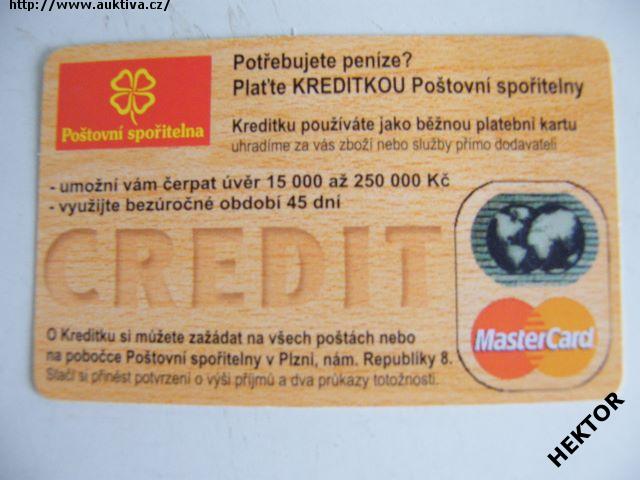 http://www.auktiva.cz/
Potřebujete peníze?
Plaťte KREDITKOU Poštovní spořitelny
Poštovní spořitelna
Kreditku používáte jako běžnou platební kartu
uhradíme za vás zboží nebo služby přímo dodavateli
- umožní vám čerpat úvěr 15 000 až 250 000 Kč
- využijte bezúročné období 45 dní
CREDIT
MasterCard
O Kreditku si můžete zažádat na všech poštách nebo
na pobočce Poštovní spořitelny v Plzni, nám. Republiky 8.
Stačí si přinést potvrzení o výši příjmů a dva průkazy totožnosti.
HEKTOR